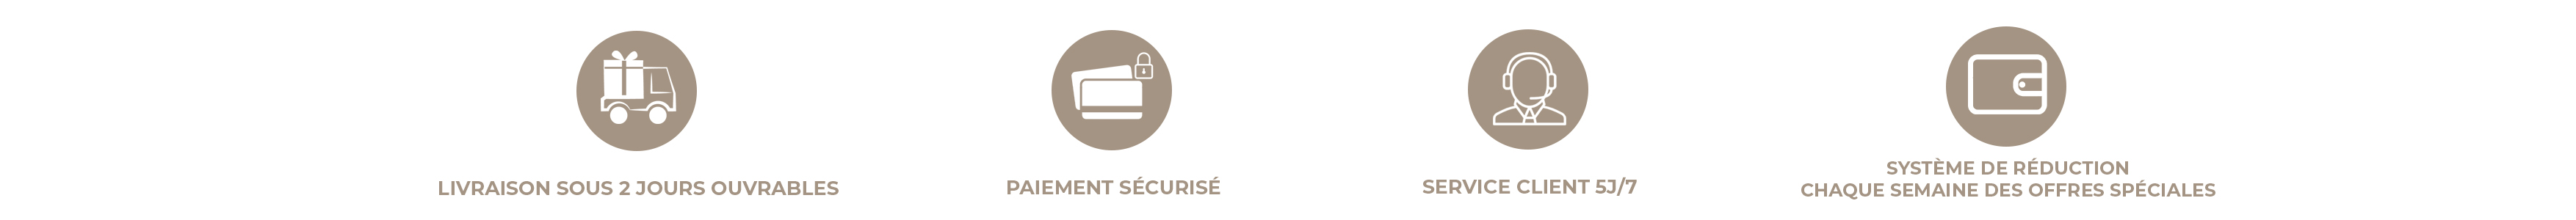 LIVRAISON SOUS 2 JOURS OUVRABLES
PAIEMENT SÉCURISÉ
SERVICE CLIENT 5J/7
SYSTÈME DE RÉDUCTION
CHAQUE SEMAINE DES OFFRES SPÉCIALES